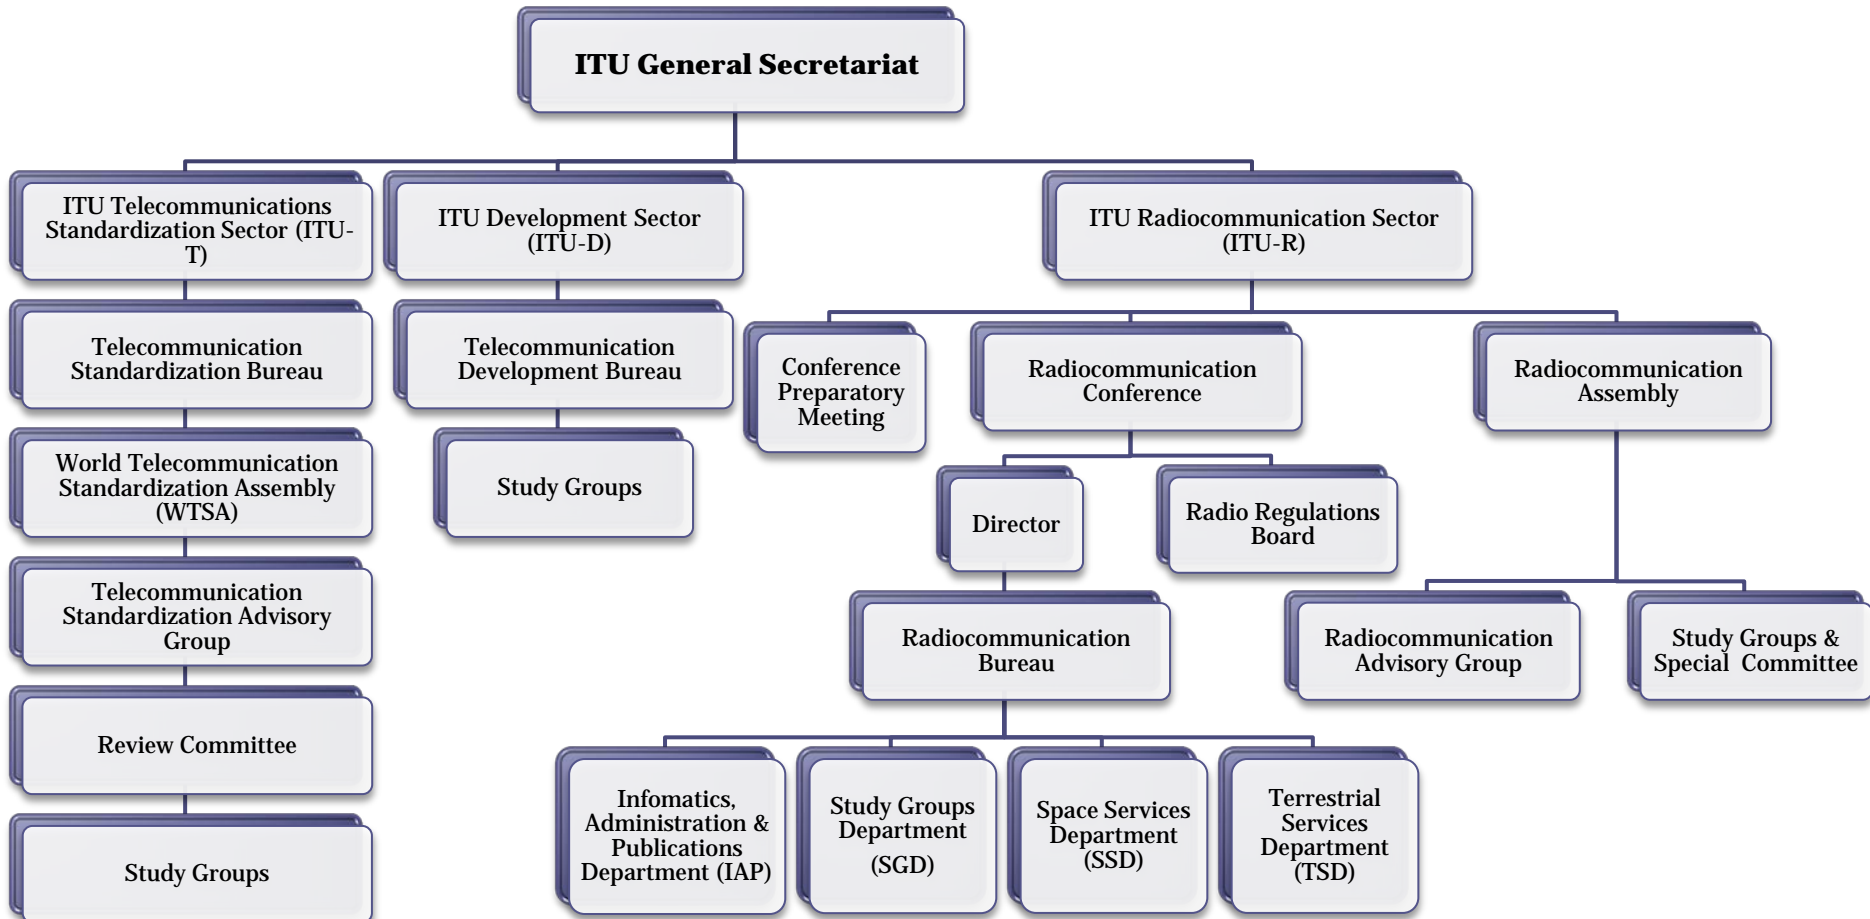 ITU General Secretariat
ITU Telecommunications
Standardization Sector (ITU-
T)
ITU Development Sector
(ITU-D)
ITU Radiocommunication Sector
(ITU-R)
Telecommunication
Standardization Bureau
Telecommunication
Development Bureau
Conference
Preparatory
Meeting
Radiocommunication
Conference
Radiocommunication
Assembly
World Telecommunication
Standardization Assembly
(WTSA)
Study Groups
Director
Radio Regulations
Board
Telecommunication
Standardization Advisory
Group
Radiocommunication
Bureau
Radiocommunication
Advisory Group
Study Groups &
Special Committee
Review Committee
Infomatics,
Administration &
Publications
Department (IAP)
Study Groups
Department
(SGD)
Space Services
Department
(SSD)
Terrestrial
Services
Department
(TSD)
Study Groups